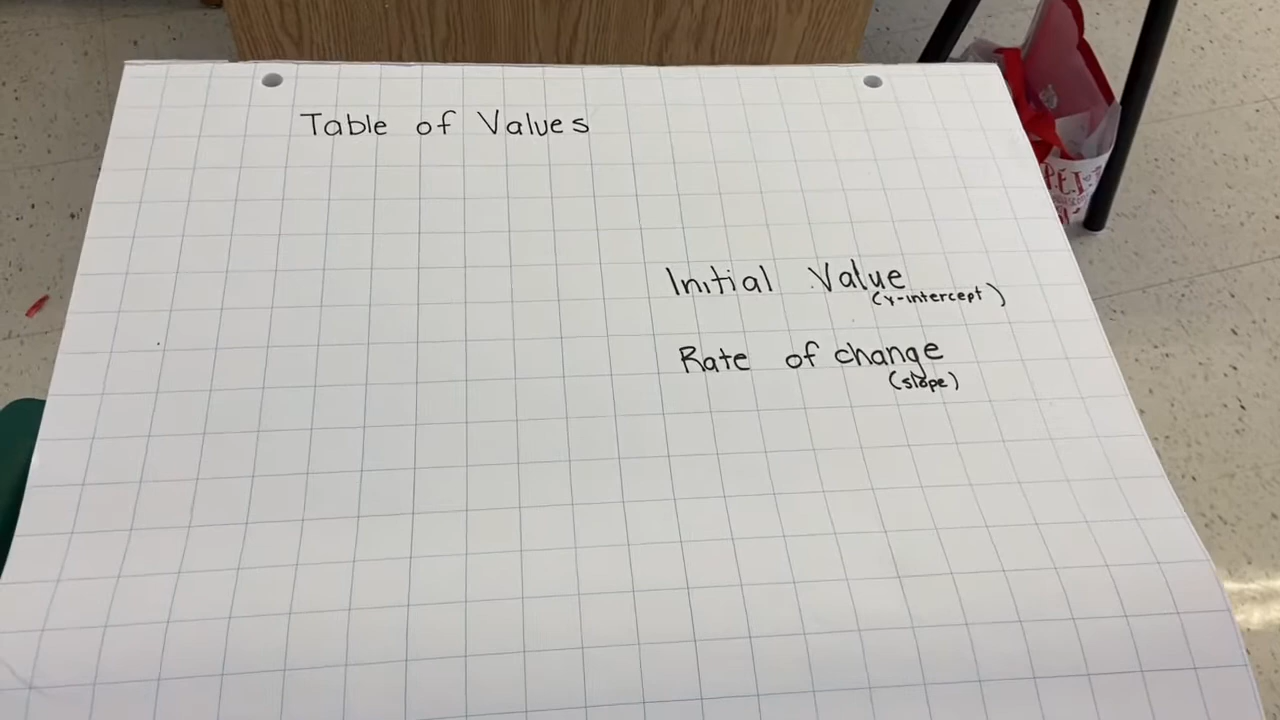 Table of Values
Initial Value
(y-intercept)
Rate of change
(slope)